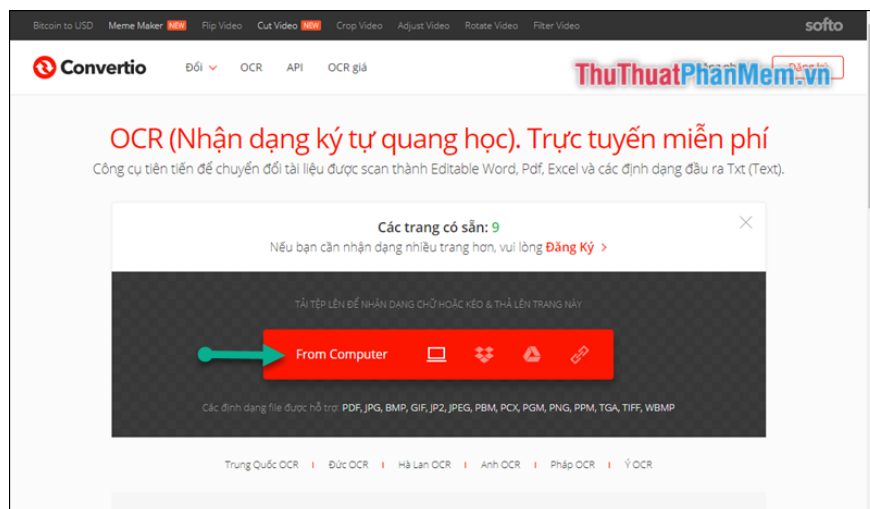 Bitcoin to USD Meme Maker NEW Flip Video Cut Video NEW Crop Video Adjust Video Rotate Video Filter Video softo
Convertio Đổi OCR API OCR giá ThuThuatPhanMem.vn
OCR (Nhận dạng ký tự quang học). Trực tuyến miễn phí
Công cụ tiên tiến để chuyển đổi tài liệu được scan thành Editable Word, Pdf, Excel và các định dạng đầu ra Txt (Text).
Các trang có sẵn: 9
Nếu bạn cần nhận dạng nhiều trang hơn, vui lòng Đăng Ký >
TẢI TỆP LÊN ĐỂ NHẬN DẠNG CHỮ HOẶC KÉO & THẢ LÊN TRANG NÀY
From Computer
Các định dạng file được hỗ trợ: PDF, JPG, BMP, GIF, JP2, JPEG, PBM, PCX, PGM, PNG, PPM, TGA, TIFF, WBMP
Trung Quốc OCR I Đức OCR I Hà Lan OCR I Anh OCR I Pháp OCR I Ý OCR